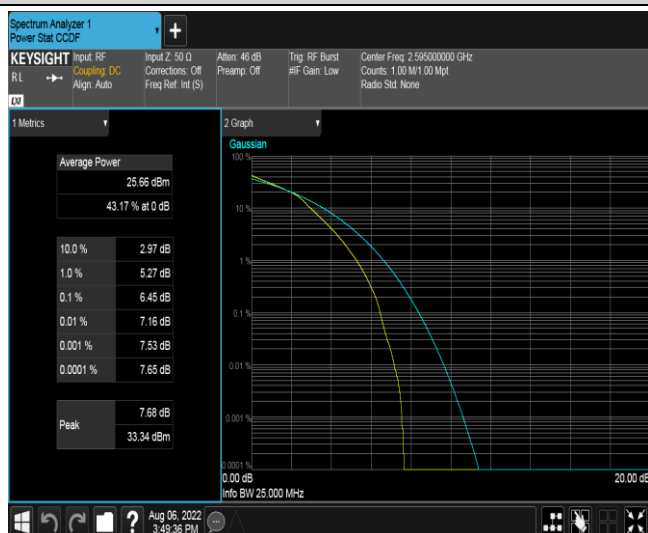 Spectrum Analyzer 1
Power Stat CCDF
KEYSIGHT
RL
LXI
Input: RF
Coupling: DC
Align: Auto
Input Z: 50 Ω
Corrections: Off
Freq Ref: Int (S)
Atten: 46 dB
Preamp: Off
Trig: RF Burst
#IF Gain: Low
Center Freq: 2.595000000 GHz
Counts: 1.00 M/1.00 Mpt
Radio Std: None
1 Metrics
Average Power
25.66 dBm
43.17 % at 0 dB
10.0 % 2.97 dB
1.0 % 5.27 dB
0.1 % 6.45 dB
0.01 % 7.16 dB
0.001 % 7.53 dB
0.0001 % 7.65 dB
Peak
7.68 dB
33.34 dBm
2 Graph
Gaussian
100 %
10 %
1 %
0.1 %
0.01 %
0.001 %
0.0001 %
0.00 dB 20.00 dB
Info BW 25.000 MHz
?
Aug 06, 2022
3:49:36 PM